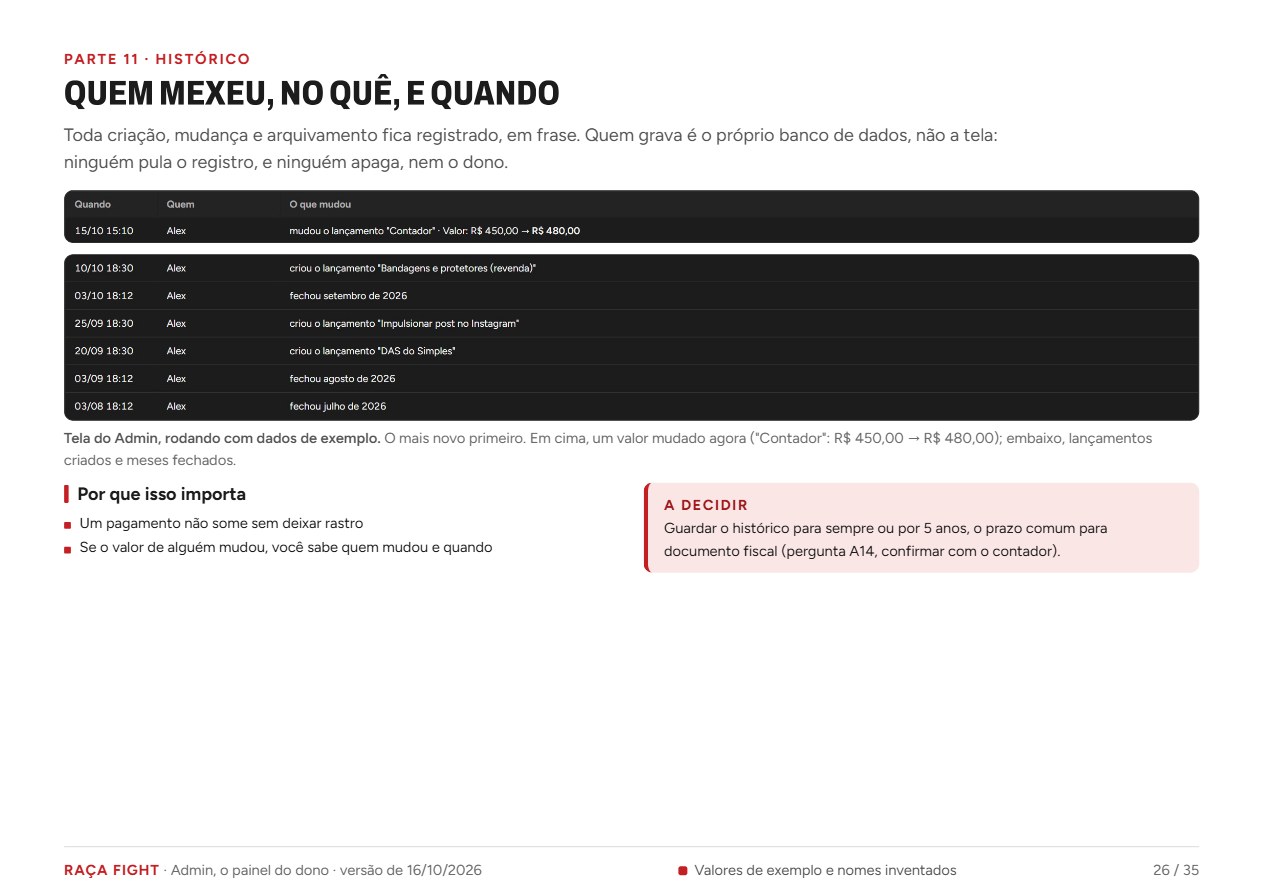 PARTE 11 · HISTÓRICO
QUEM MEXEU, NO QUÊ, E QUANDO
Toda criação, mudança e arquivamento fica registrado, em frase. Quem grava é o próprio banco de dados, não a tela:
ninguém pula o registro, e ninguém apaga, nem o dono.
Quando Quem O que mudou
15/10 15:10 Alex mudou o lançamento "Contador" · Valor: R$ 450,00 → R$ 480,00
10/10 18:30 Alex criou o lançamento "Bandagens e protetores (revenda)"
03/10 18:12 Alex fechou setembro de 2026
25/09 18:30 Alex criou o lançamento "Impulsionar post no Instagram"
20/09 18:30 Alex criou o lançamento "DAS do Simples"
03/09 18:12 Alex fechou agosto de 2026
03/08 18:12 Alex fechou julho de 2026
Tela do Admin, rodando com dados de exemplo. O mais novo primeiro. Em cima, um valor mudado agora ("Contador": R$ 450,00 → R$ 480,00); embaixo, lançamentos
criados e meses fechados.
Por que isso importa
Um pagamento não some sem deixar rastro
Se o valor de alguém mudou, você sabe quem mudou e quando
A DECIDIR
Guardar o histórico para sempre ou por 5 anos, o prazo comum para
documento fiscal (pergunta A14, confirmar com o contador).
RAÇA FIGHT · Admin, o painel do dono · versão de 16/10/2026
Valores de exemplo e nomes inventados
26 / 35